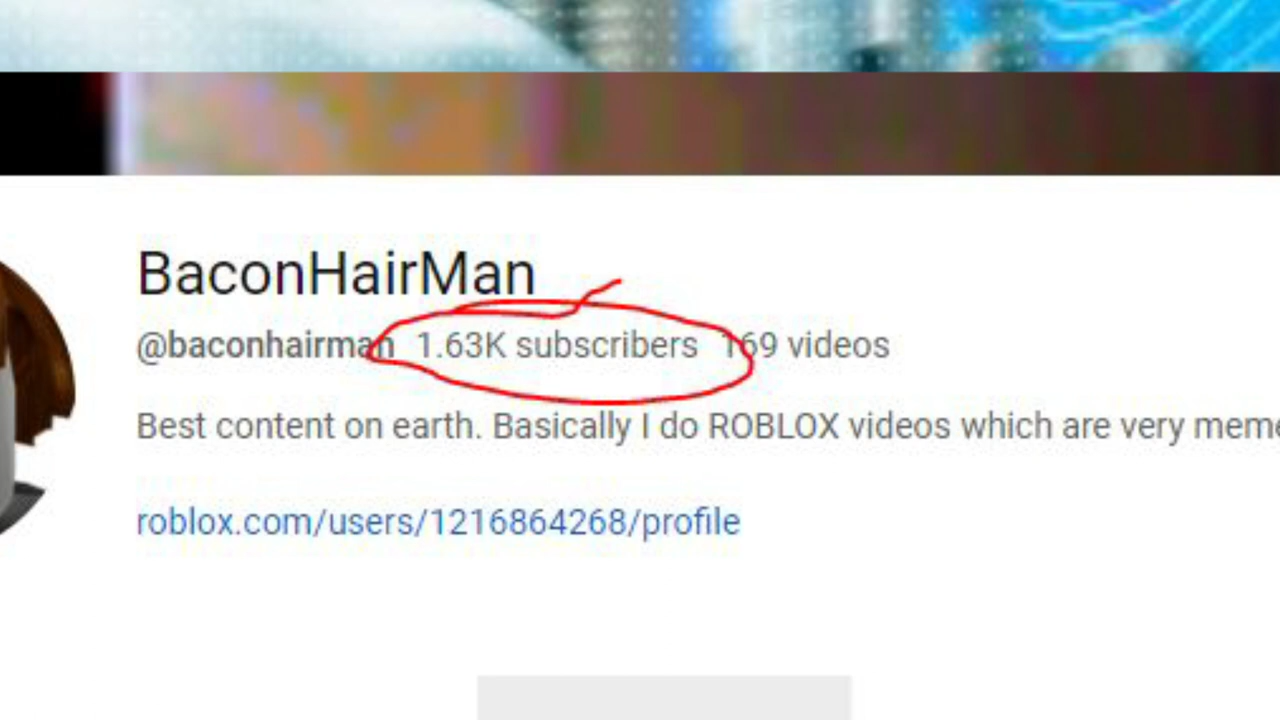 BaconHairMan
@baconhairman 1.63K subscribers 169 videos
Best content on earth. Basically I do ROBLOX videos which are very meme
roblox.com/users/1216864268/profile